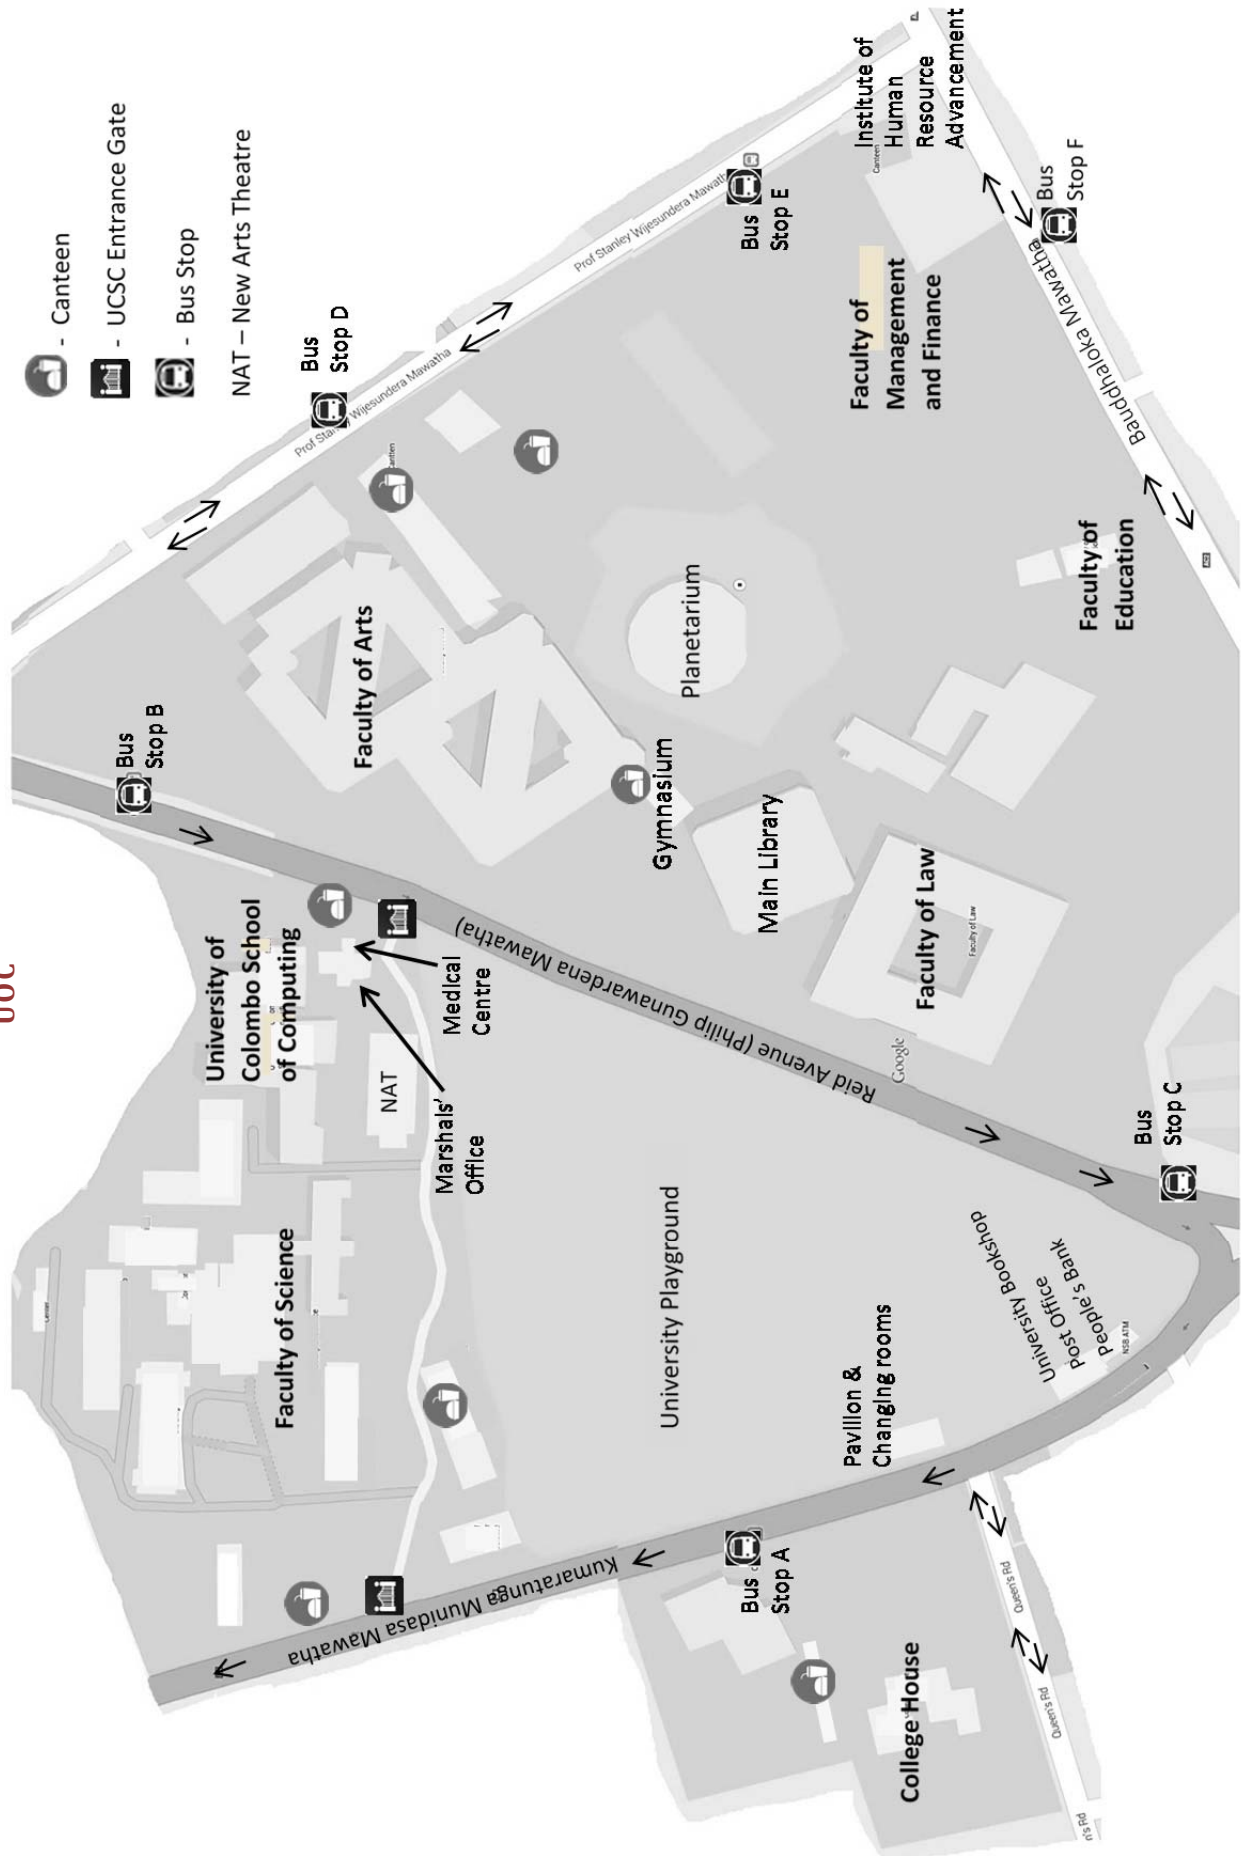 UOC
- Canteen
- UCSC Entrance Gate
- Bus Stop
NAT – New Arts Theatre
Bus
Stop B
Bus
Stop D
Prof Stanley Wijesundera Mawatha
Prof Stanley Wijesundera Mawatha
Bus
Stop E
Canteen
University of
Colombo School
of Computing
Faculty of Arts
Canteen
Medical
Centre
Marshals'
Office
NAT
Faculty of Science
Gymnasium
Planetarium
Main Library
Reid Avenue (Philip Gunawardena Mawatha)
University Playground
Kumaratunga Munidasa Mawatha
Bus
Stop A
Pavilion &
Changing rooms
College House
Faculty of Law
Faculty of Law
Google
Faculty of
Management
and Finance
Institute of
Human
Resource
Advancement
Faculty of
Education
Bauddhaloka Mawatha
Bus
Stop F
University Bookshop
Post Office
People's Bank
NSB ATM
Bus
Stop C
Queen's Rd
Queen's Rd
n's Rd